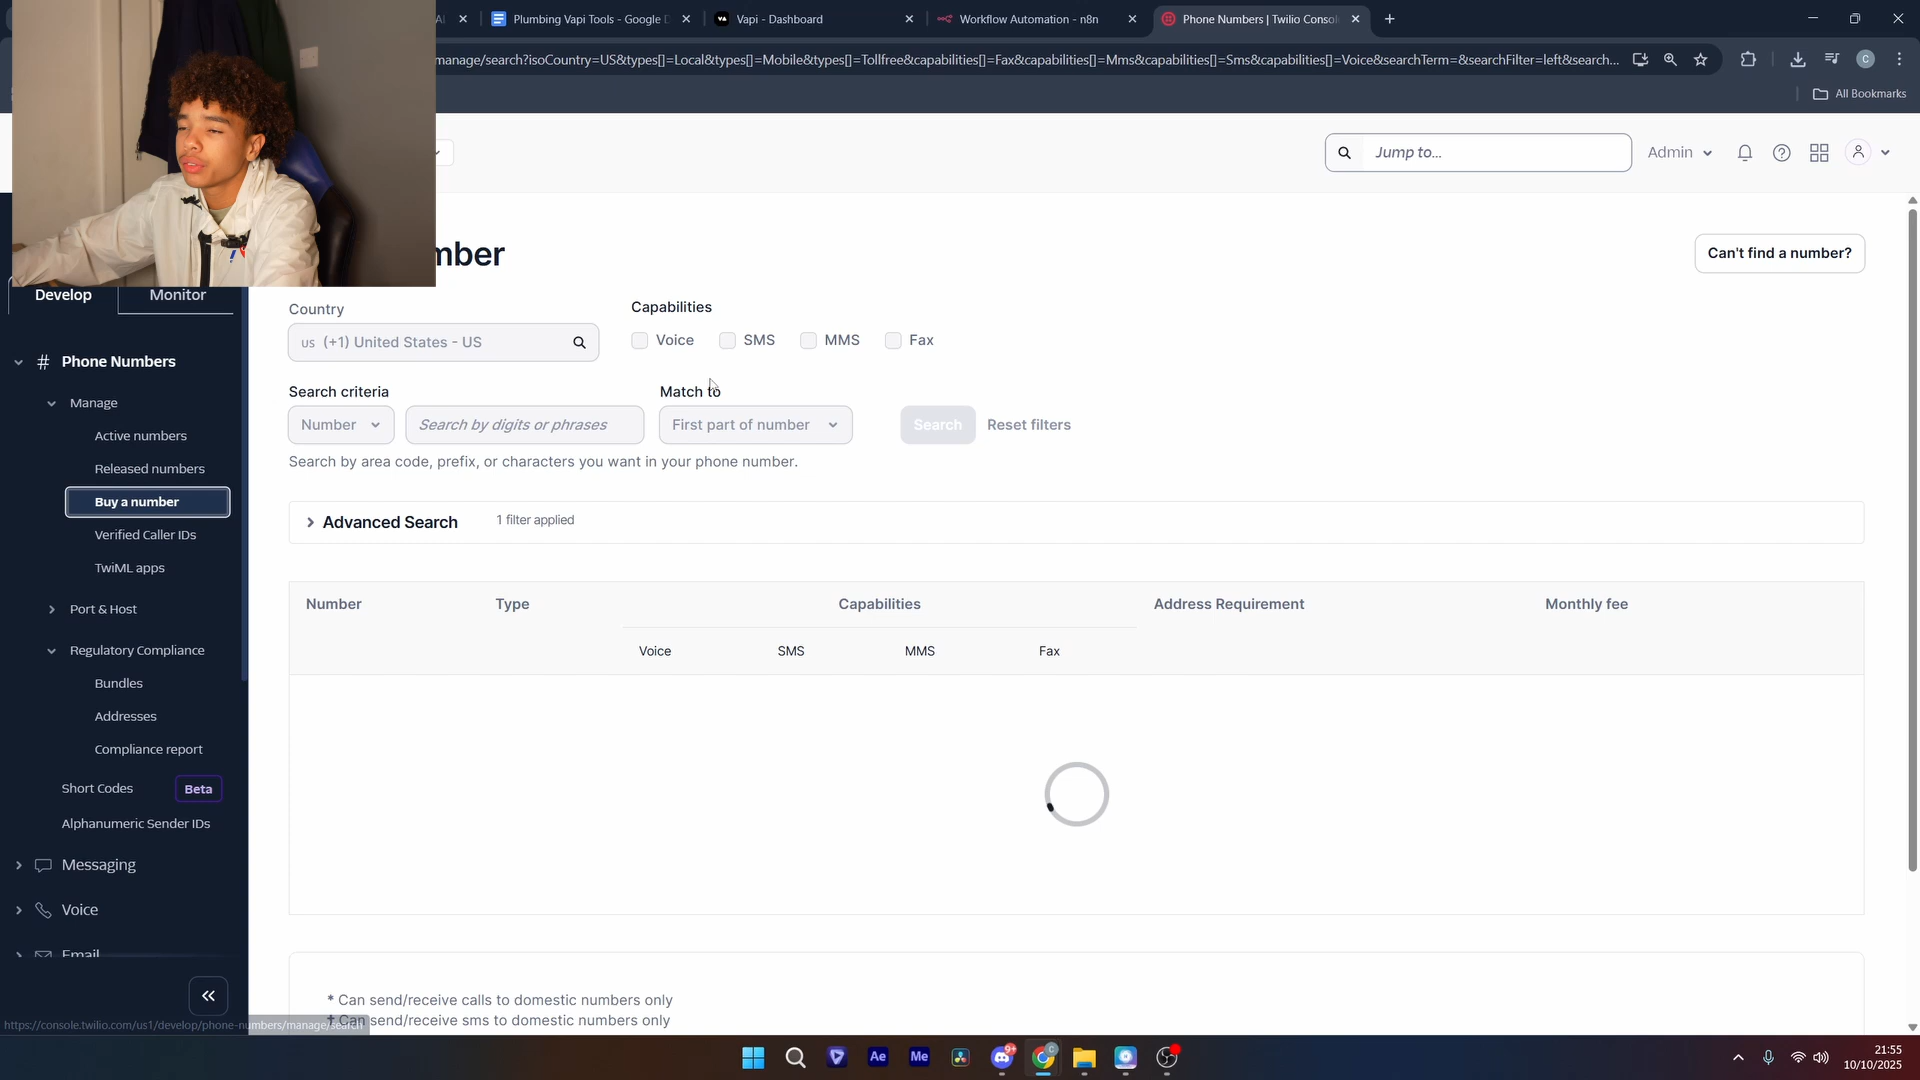 Plumbing Vapi Tools - Google D
Vapi - Dashboard
Workflow Automation - n8n
Phone Numbers | Twilio Consol
manage/search?isoCountry=US&types[]=Local&types[]=Mobile&types[]=Tollfree&capabilities[]=Fax&capabilities[]=Mms&capabilities[]=Sms&capabilities[]=Voice&searchTerm=&searchFilter=left&search...
C
All Bookmarks
Jump to...
Admin
mber
Can't find a number?
Develop
Monitor
Phone Numbers
Manage
Active numbers
Released numbers
Buy a number
Verified Caller IDs
TwiML apps
Port & Host
Regulatory Compliance
Bundles
Addresses
Compliance report
Short Codes
Beta
Alphanumeric Sender IDs
Messaging
Voice
Email
https://console.twilio.com/us1/develop/phone-numbers/manage/search
Country
US (+1) United States - US
Capabilities
Voice SMS MMS Fax
Search criteria
Match to
Number
Search by digits or phrases
First part of number
Search
Reset filters
Search by area code, prefix, or characters you want in your phone number.
Advanced Search
1 filter applied
Number Type Capabilities Address Requirement Monthly fee
Voice SMS MMS Fax
* Can send/receive calls to domestic numbers only
† Can send/receive sms to domestic numbers only
Ae
Me
9+
C
21:55
10/10/2025